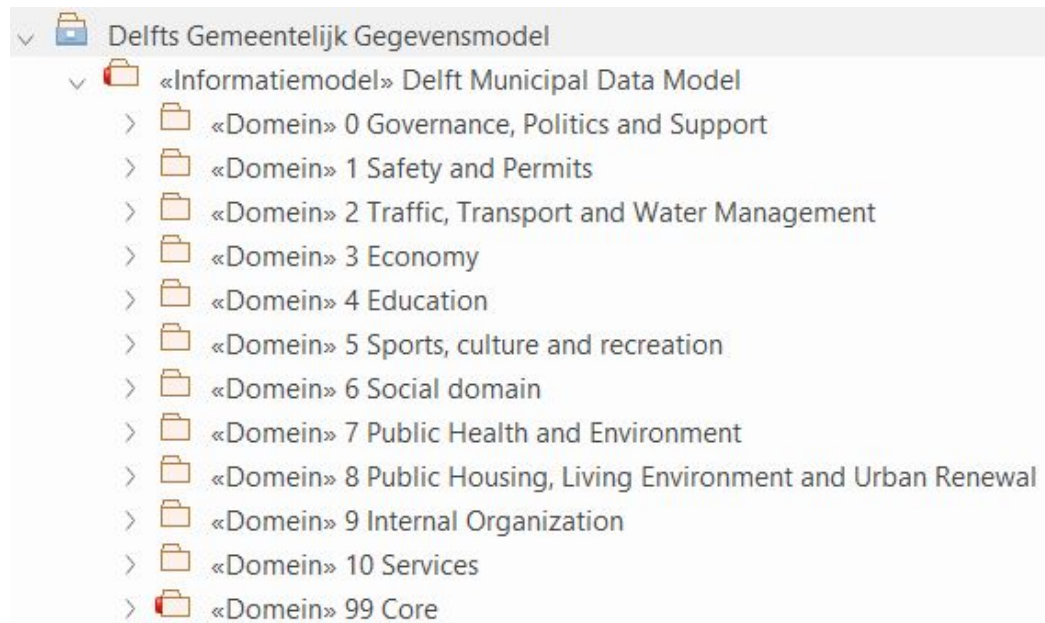 Delfts Gemeentelijk Gegevensmodel
«Informatiemodel» Delft Municipal Data Model
«Domein» 0 Governance, Politics and Support
«Domein» 1 Safety and Permits
«Domein» 2 Traffic, Transport and Water Management
«Domein» 3 Economy
«Domein» 4 Education
«Domein» 5 Sports, culture and recreation
«Domein» 6 Social domain
«Domein» 7 Public Health and Environment
«Domein» 8 Public Housing, Living Environment and Urban Renewal
«Domein» 9 Internal Organization
«Domein» 10 Services
«Domein» 99 Core